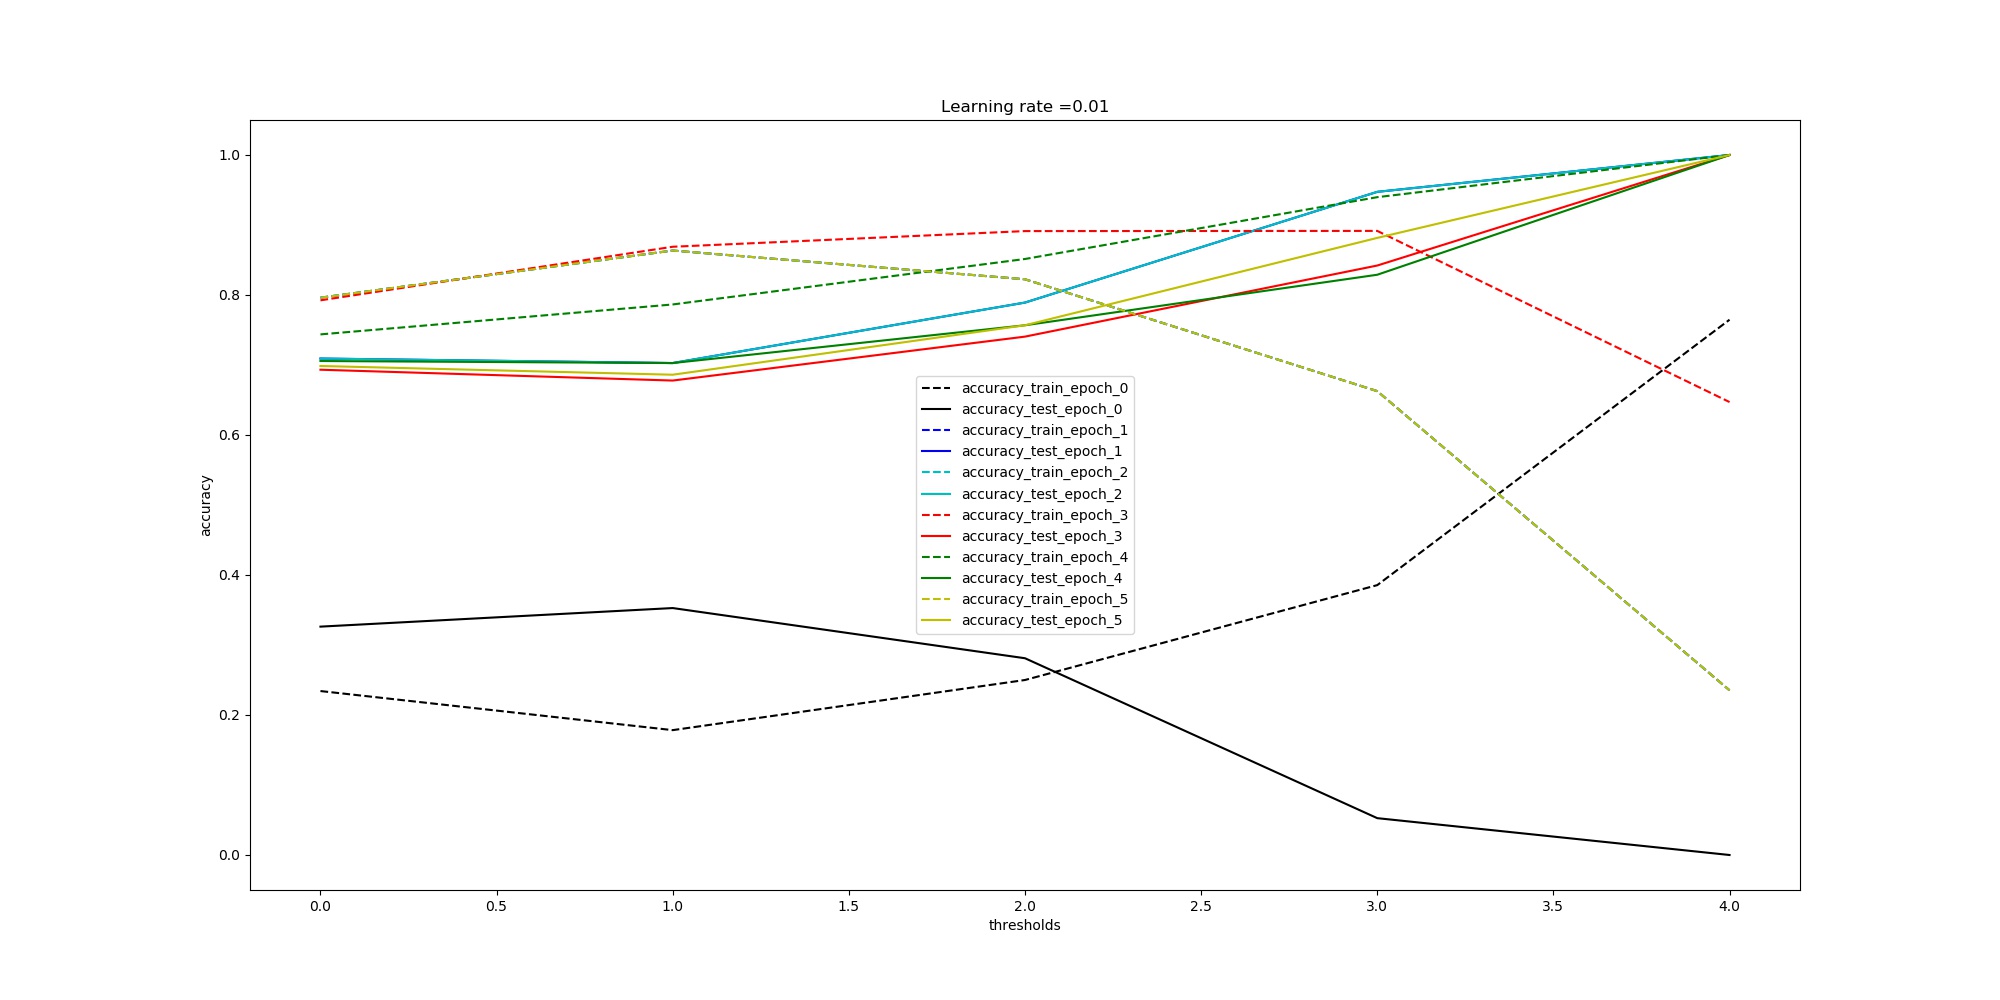 Learning rate =0.01
1.0
0.8
0.6
0.4
0.2
0.0
accuracy
accuracy_train_epoch_0
accuracy_test_epoch_0
accuracy_train_epoch_1
accuracy_test_epoch_1
accuracy_train_epoch_2
accuracy_test_epoch_2
accuracy_train_epoch_3
accuracy_test_epoch_3
accuracy_train_epoch_4
accuracy_test_epoch_4
accuracy_train_epoch_5
accuracy_test_epoch_5
0.0 0.5 1.0 1.5 2.0 2.5 3.0 3.5 4.0
thresholds